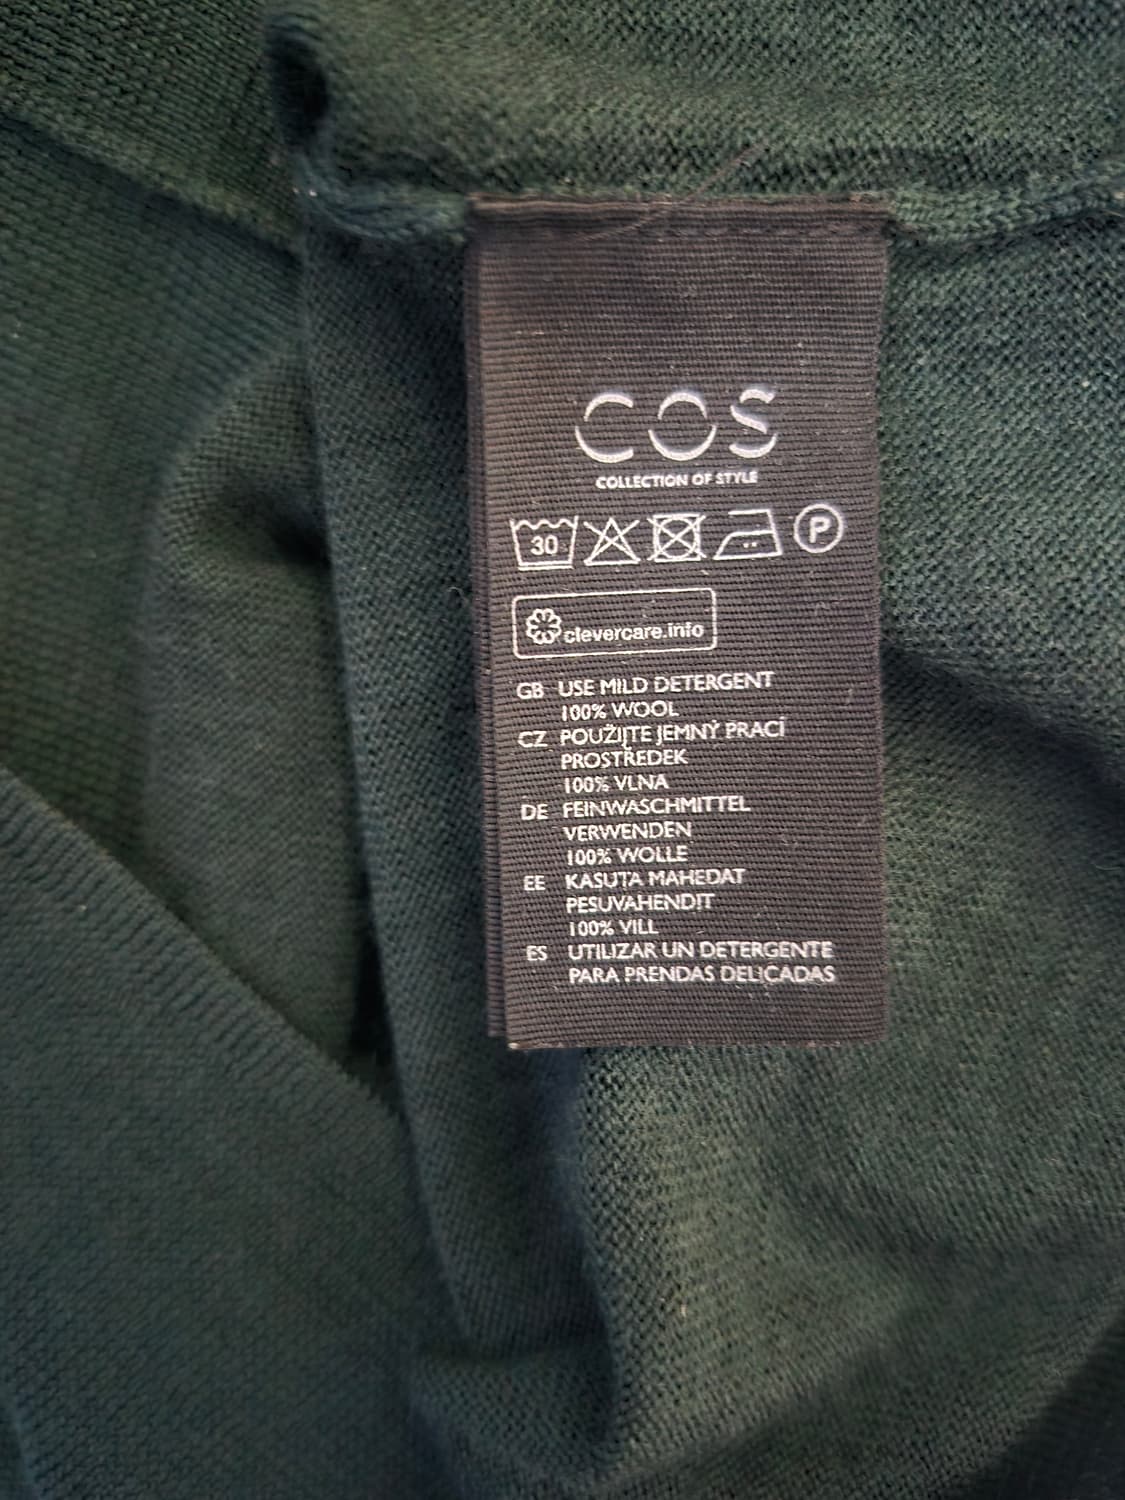 COS
COLLECTION OF STYLE
30 P
clevercare.info
GB USE MILD DETERGENT
100% WOOL
CZ POUŽIJTE JEMNÝ PRACÍ
PROSTŘEDEK
100% VLNA
DE FEINWASCHMITTEL
VERWENDEN
100% WOLLE
EE KASUTA MAHEDAT
PESUVAHENDIT
100% VILL
ES UTILIZAR UN DETERGENTE
PARA PRENDAS DELICADAS